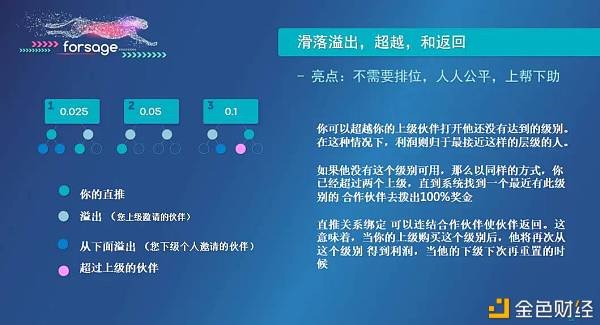 forsage
滑落溢出，超越，和返回
- 亮点：不需要排位，人人公平，上帮下助
1 0.025
2 0.05
3 0.1
你的直推
溢出 （您上级邀请的伙伴）
从下面溢出 （您下级个人邀请的伙伴）
超过上级的伙伴
你可以超越你的上级伙伴打开他还没有达到的级别。
在这种情况下，利润则归于最接近这样的层级的人。
如果他没有这个级别可用，那么以同样的方式，你
已经超过两个上级，直到系统找到一个最近有此级
别的 合作伙伴去拨出100%奖金
直推关系绑定 可以连结合作伙伴使伙伴返回。这
意味着，当你的上级购买这个级别后，他将再次从
这个级别 得到利润，当他的下级下次再重置的时
候
金色财经